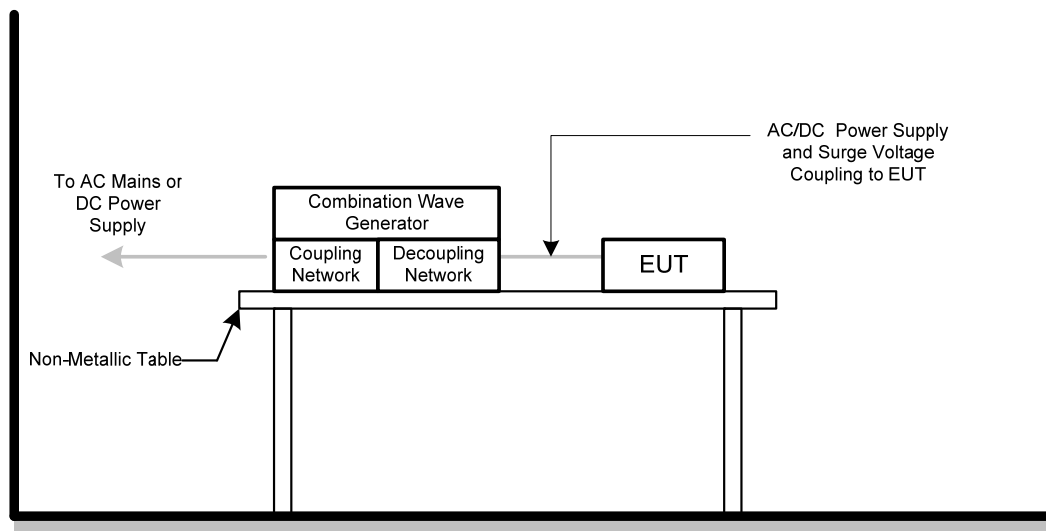 AC/DC Power Supply
and Surge Voltage
Coupling to EUT
To AC Mains or
DC Power
Supply
Combination Wave
Generator
Coupling
Network
Decoupling
Network
EUT
Non-Metallic Table